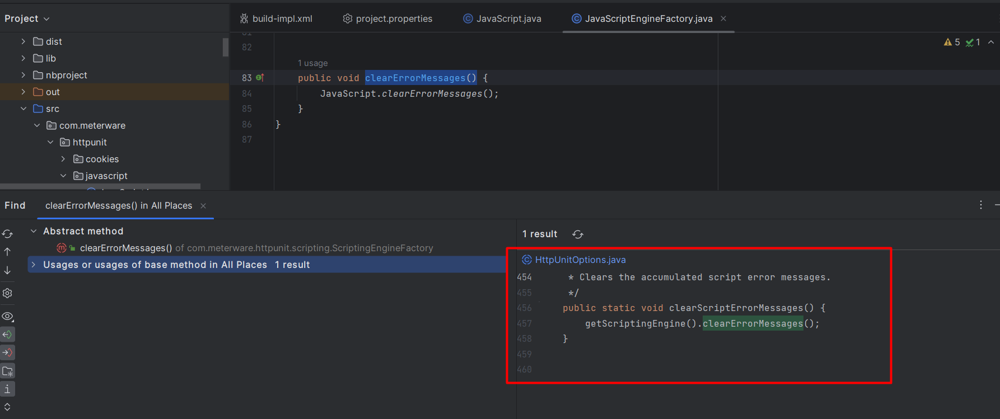 Project
build-impl.xml
project.properties
JavaScript.java
JavaScriptEngineFactory.java
dist
lib
nbproject
out
src
com.meterware
httpunit
cookies
javascript
5 1
82
1 usage
83 public void clearErrorMessages() {
84 JavaScript.clearErrorMessages();
85 }
86 }
87
Find
clearErrorMessages() in All Places
Abstract method
clearErrorMessages() of com.meterware.httpunit.scripting.ScriptingEngineFactory
Usages or usages of base method in All Places 1 result
1 result
HttpUnitOptions.java
454 * Clears the accumulated script error messages.
455 */
456 public static void clearScriptErrorMessages() {
457 getScriptingEngine().clearErrorMessages();
458 }
459
460